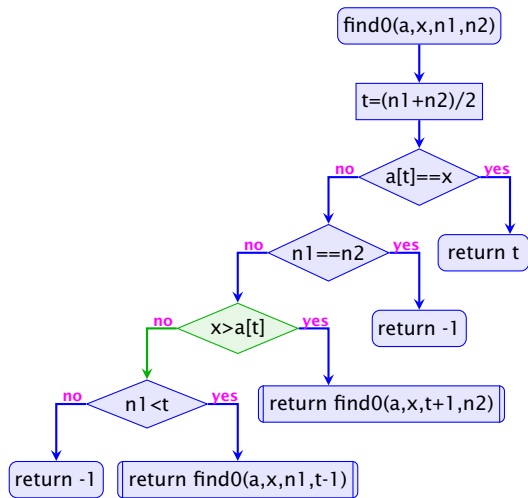 find0(a,x,n1,n2)
t=(n1+n2)/2
a[t]==x
no
yes
return t
n1==n2
no
yes
return -1
x>a[t]
no
yes
return find0(a,x,t+1,n2)
n1<t
no
yes
return -1
return find0(a,x,n1,t-1)